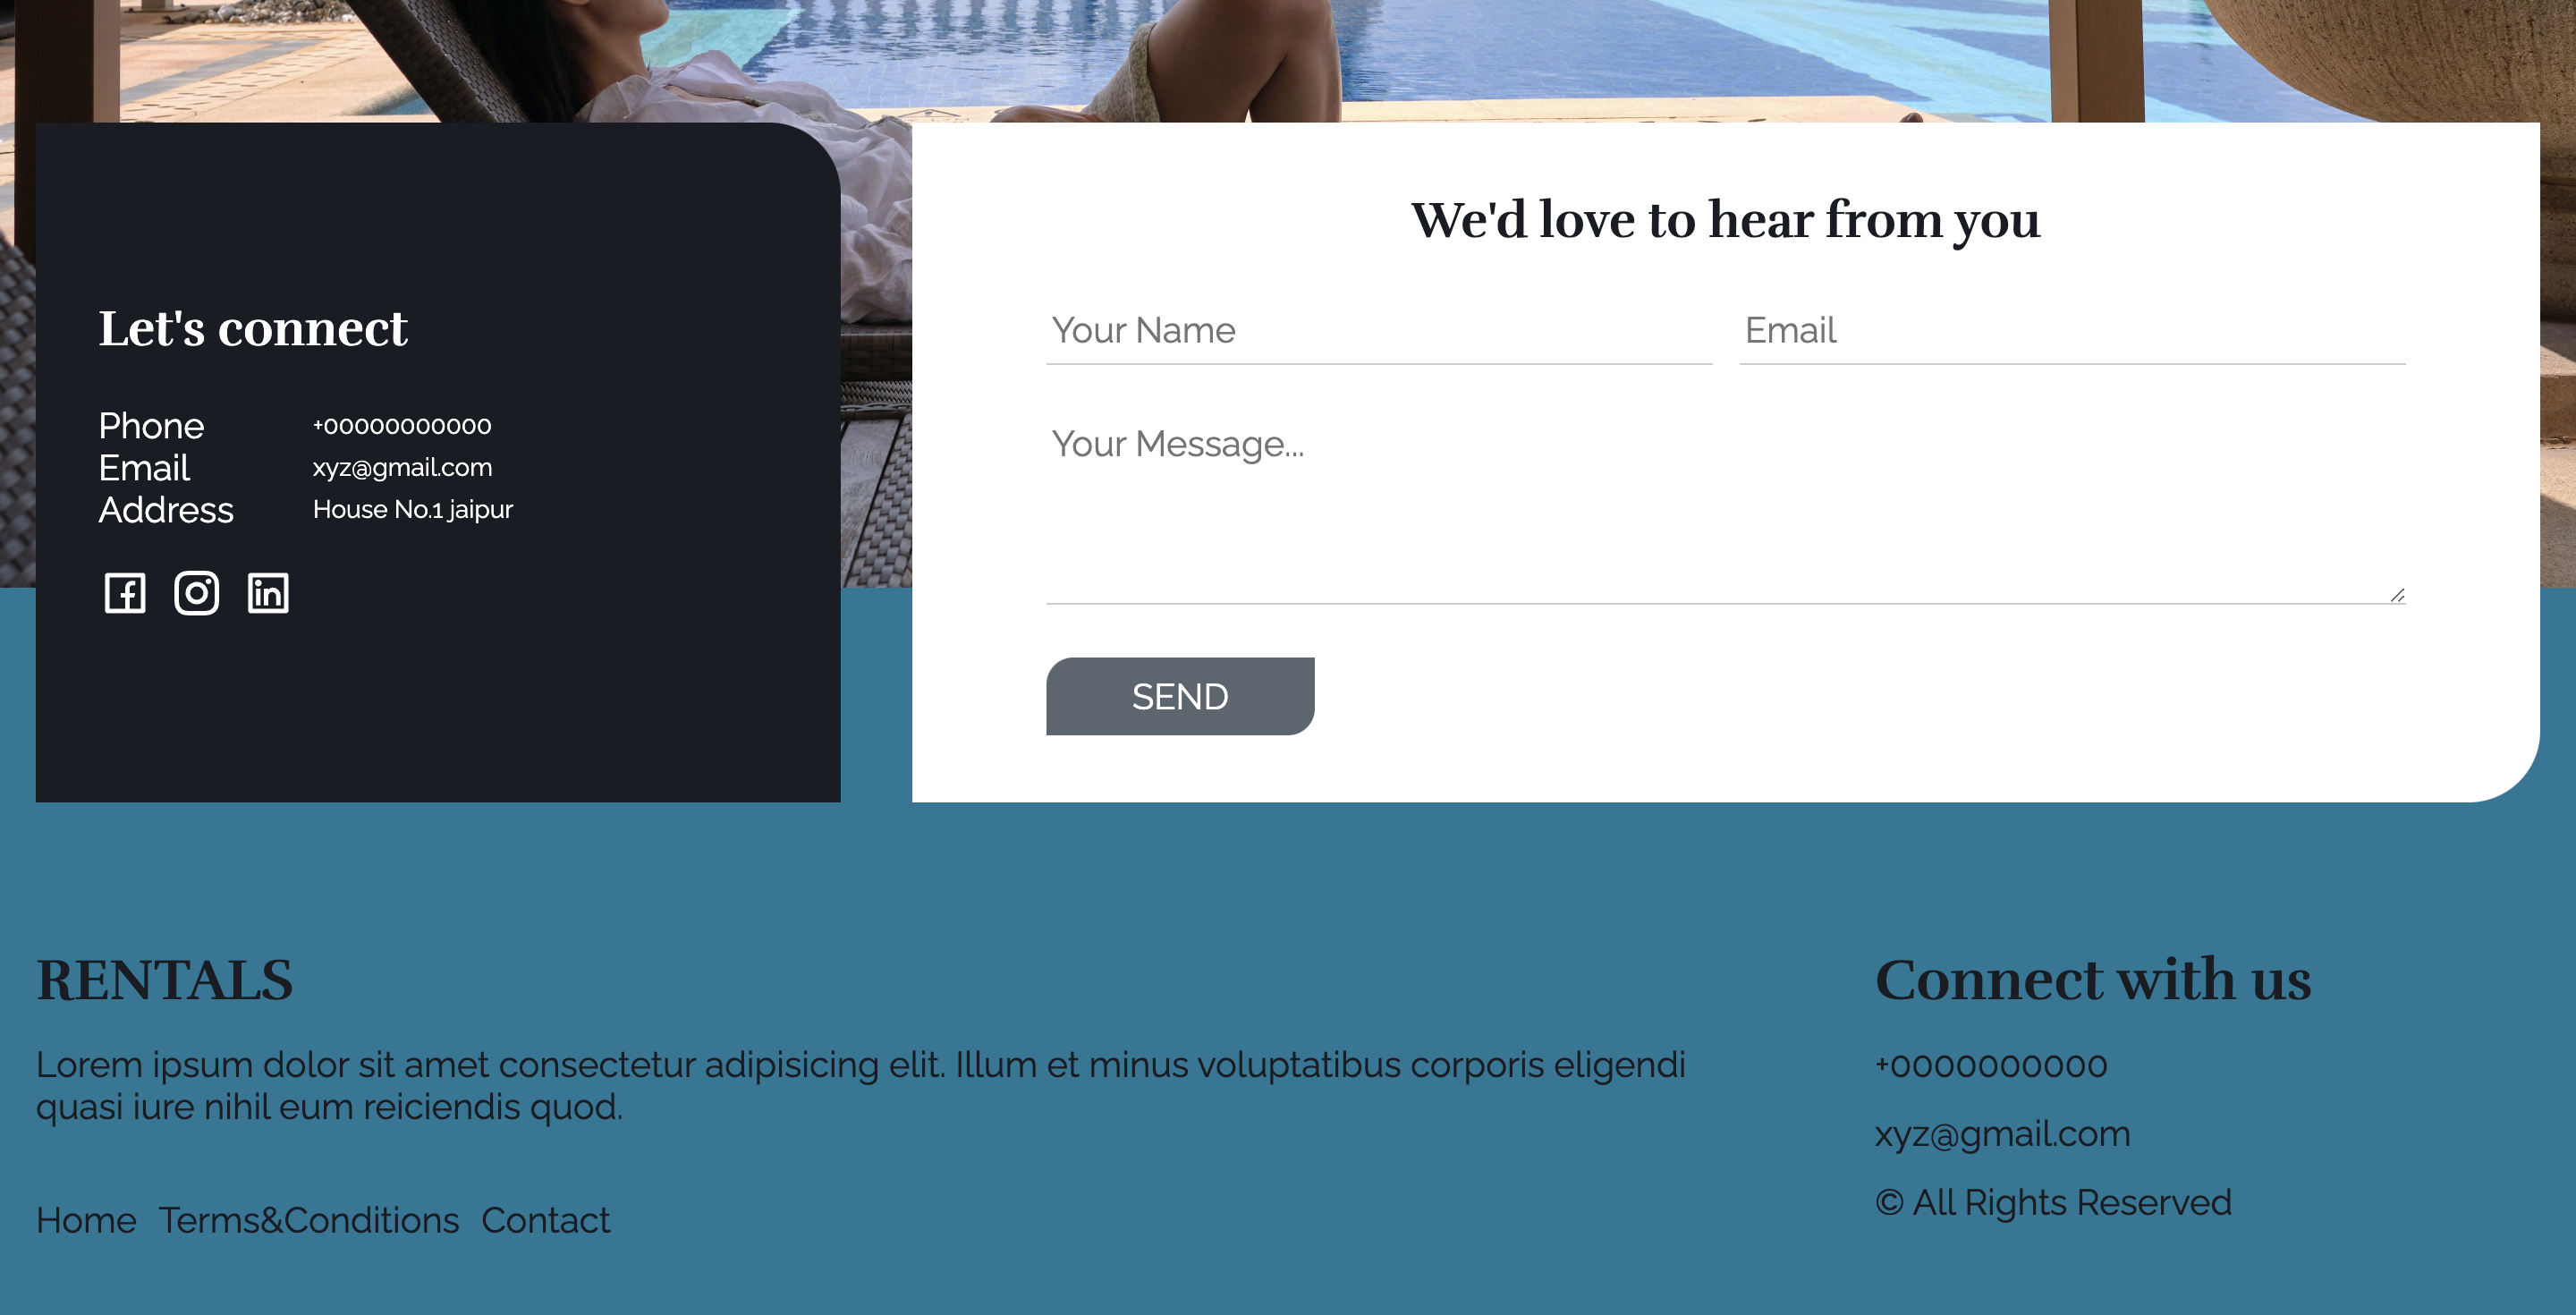 Let's connect
Phone +00000000000
Email xyz@gmail.com
Address House No.1 jaipur
We'd love to hear from you
Your Name Email
Your Message...
SEND
RENTALS
Lorem ipsum dolor sit amet consectetur adipisicing elit. Illum et minus voluptatibus corporis eligendi
quasi iure nihil eum reiciendis quod.
Home Terms&Conditions Contact
Connect with us
+0000000000
xyz@gmail.com
© All Rights Reserved